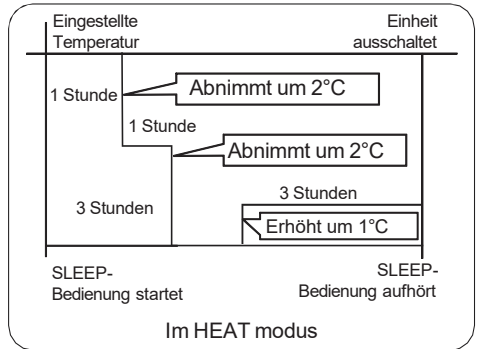 Eingestellte
Temperatur
Einheit
ausschaltet
1 Stunde
Abnimmt um 2°C
1 Stunde
Abnimmt um 2°C
3 Stunden
3 Stunden
Erhöht um 1°C
SLEEP-
Bedienung startet
SLEEP-
Bedienung aufhört
Im HEAT modus